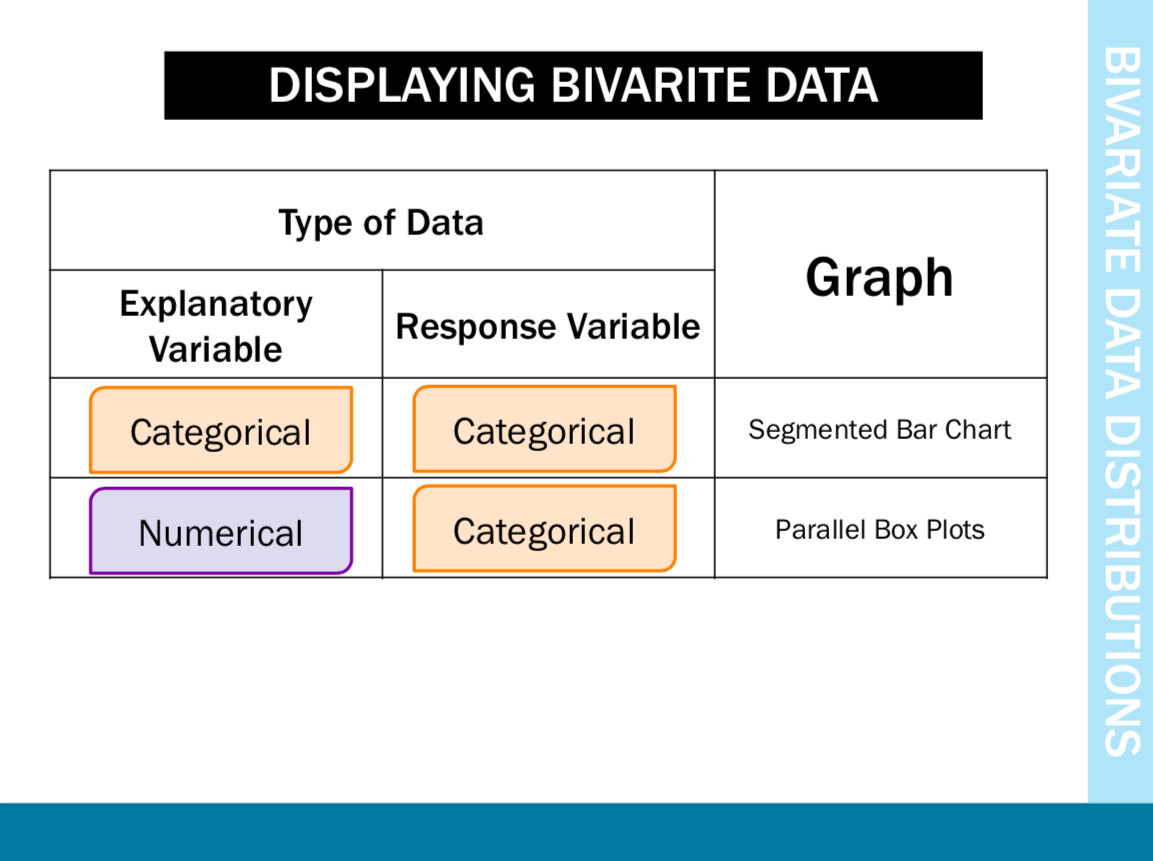 DISPLAYING BIVARITE DATA
Type of Data
Graph
Explanatory
Variable
Response Variable
Categorical
Categorical
Segmented Bar Chart
Numerical
Categorical
Parallel Box Plots
BIVARIATE DATA DISTRIBUTIONS